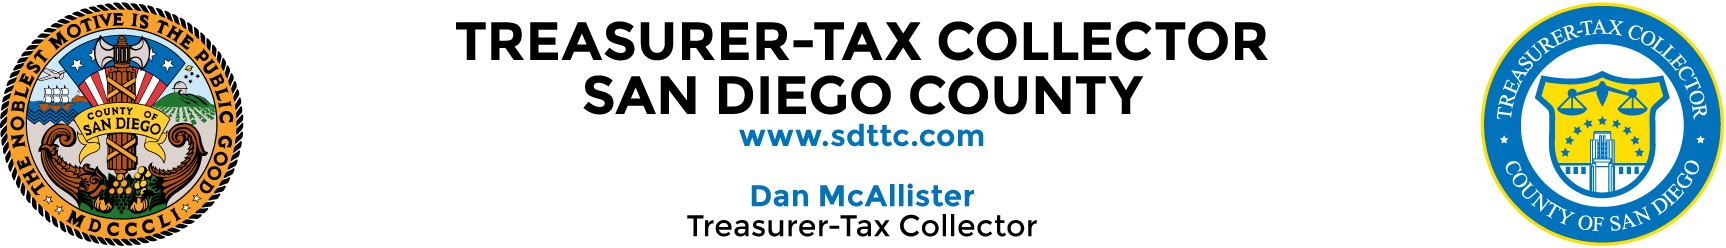 THE NOBLEST MOTIVE IS THE PUBLIC GOOD
COUNTY OF
SAN DIEGO
MDCCCLI
TREASURER-TAX COLLECTOR
SAN DIEGO COUNTY
www.sdttc.com
Dan McAllister
Treasurer-Tax Collector
TREASURER-TAX COLLECTOR
COUNTY OF SAN DIEGO